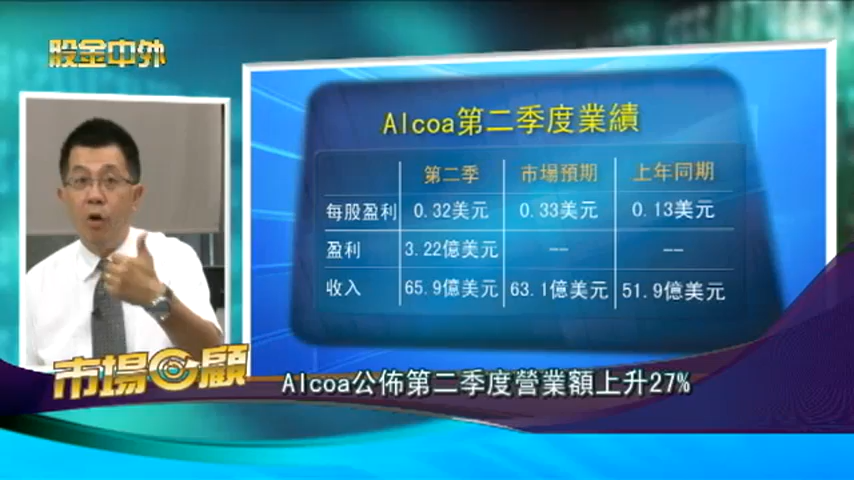 股金中外
Alcoa第二季度業績
第二季 市場預期 上年同期
每股盈利 0.32美元 0.33美元 0.13美元
盈利 3.22億美元 -- --
收入 65.9億美元 63.1億美元 51.9億美元
市場回顧
Alcoa公佈第二季度營業額上升27%